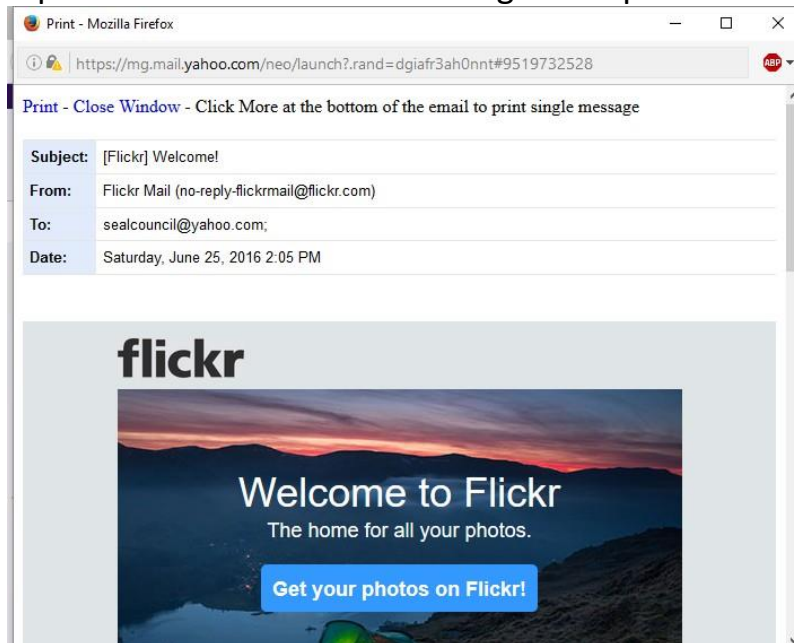 Print - Mozilla Firefox
https://mg.mail.yahoo.com/neo/launch?.rand=dgiafr3ah0nnt#9519732528
ABP
Print - Close Window - Click More at the bottom of the email to print single message
Subject: [Flickr] Welcome!
From: Flickr Mail (no-reply-flickrmail@flickr.com)
To: sealcouncil@yahoo.com;
Date: Saturday, June 25, 2016 2:05 PM
flickr
Welcome to Flickr
The home for all your photos.
Get your photos on Flickr!